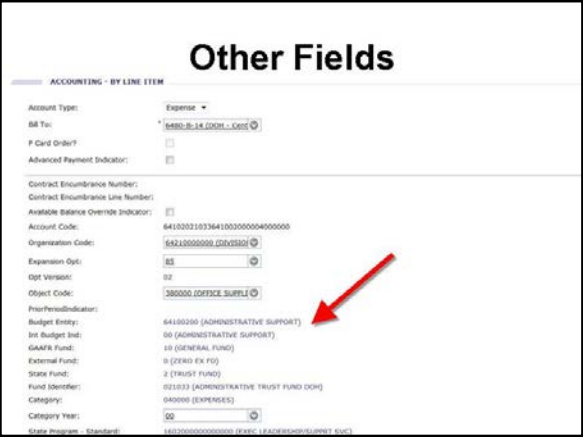 Other Fields
ACCOUNTING - BY LINE ITEM
Account Type: Expense
Bill To: * 6480-B-14 (DOH - Cent
P Card Order?
Advanced Payment Indicator:
Contract Encumbrance Number:
Contract Encumbrance Line Number:
Available Balance Override Indicator:
Account Code: 64102021033641002000004000000
Organization Code: 64210000000 (DIVISIO
Expansion Opt: 85
Opt Version: 02
Object Code: 380000 (OFFICE SUPPLI
PriorPeriodIndicator:
Budget Entity: 64100200 (ADMINISTRATIVE SUPPORT)
Int Budget Ind: 00 (ADMINISTRATIVE SUPPORT)
GAAFR Fund: 10 (GENERAL FUND)
External Fund: 0 (ZERO EX FD)
State Fund: 2 (TRUST FUND)
Fund Identifier: 021033 (ADMINISTRATIVE TRUST FUND DOH)
Category: 040000 (EXPENSES)
Category Year: 00
State Program - Standard: 1602000000000000 (EXEC LEADERSHIP/SUPPRT SVC)